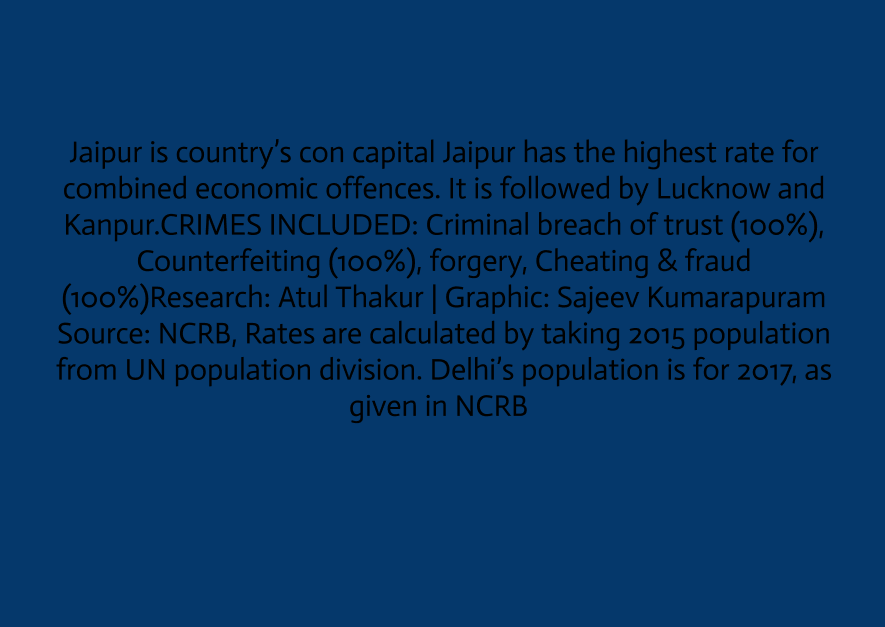 Jaipur is country's con capital Jaipur has the highest rate for
combined economic offences. It is followed by Lucknow and
Kanpur.CRIMES INCLUDED: Criminal breach of trust (100%),
Counterfeiting (100%), forgery, Cheating & fraud
(100%)Research: Atul Thakur | Graphic: Sajeev Kumarapuram
Source: NCRB, Rates are calculated by taking 2015 population
from UN population division. Delhi's population is for 2017, as
given in NCRB